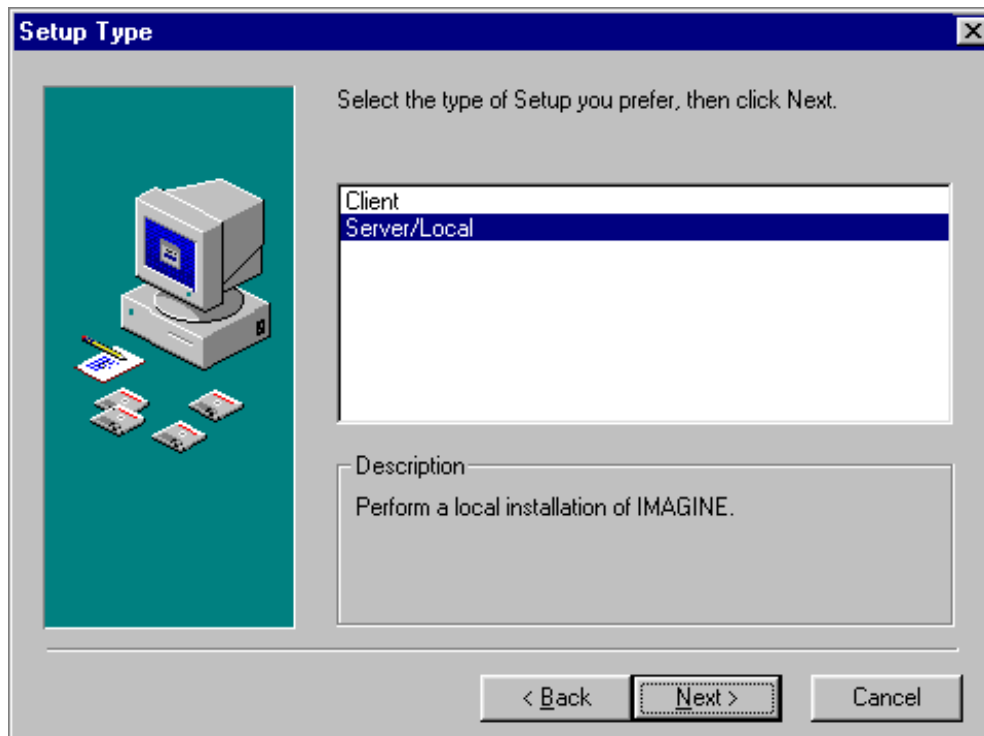 Setup Type
Select the type of Setup you prefer, then click Next.
Client
Server/Local
Description
Perform a local installation of IMAGINE.
< Back
Next >
Cancel